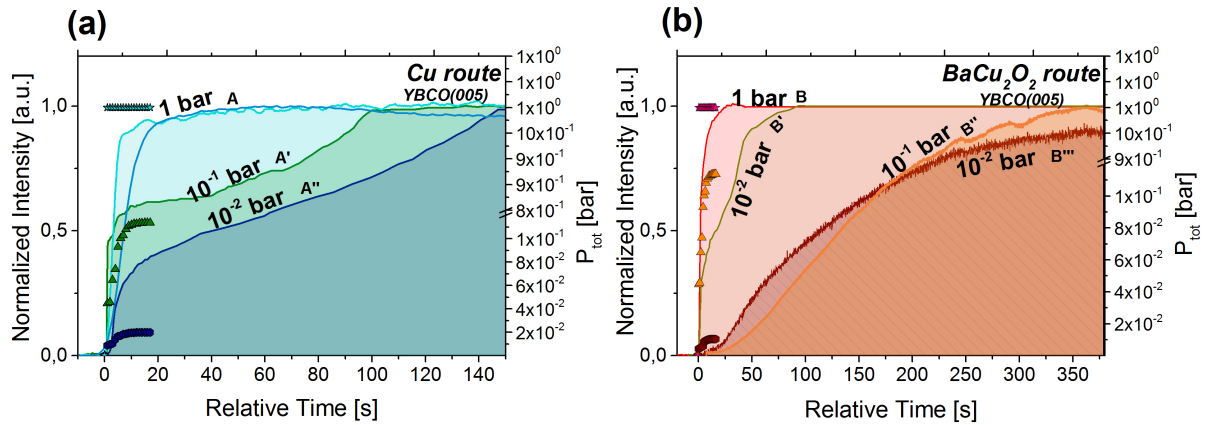 (a)
Cu route
YBCO(005)
1 bar A
10⁻¹ bar A'
10⁻² bar A''
Normalized Intensity [a.u.]
1,0
0,5
0,0
0 20 40 60 80 100 120 140
Relative Time [s]
1x10⁰
1x10⁰
1x10⁰
10x10⁻¹
9x10⁻¹
9x10⁻¹
8x10⁻¹
1x10⁻¹
8x10⁻²
6x10⁻²
4x10⁻²
2x10⁻²
P_tot [bar]
(b)
BaCu₂O₂ route
YBCO(005)
1 bar B
10⁻² bar B'
10⁻¹ bar B''
10⁻² bar B'''
Normalized Intensity [a.u.]
1,0
0,5
0,0
0 50 100 150 200 250 300 350
Relative Time [s]
1x10⁰
1x10⁰
1x10⁰
10x10⁻¹
9x10⁻¹
1x10⁻¹
8x10⁻²
6x10⁻²
4x10⁻²
2x10⁻²
P_tot [bar]